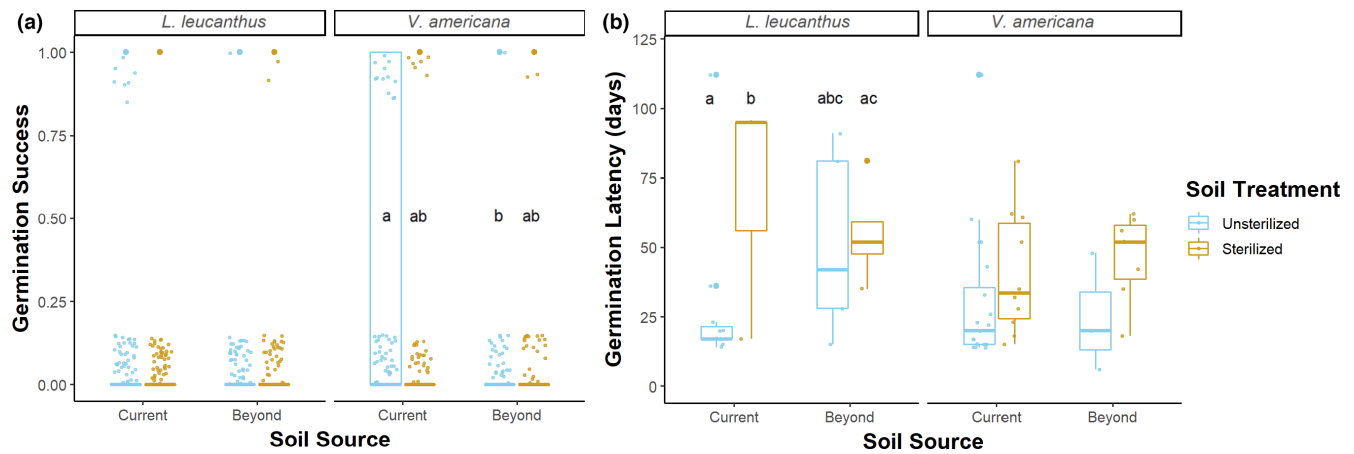 (a)
L. leucanthus
V. americana
Germination Success
1.00
0.75
0.50
0.25
0.00
a ab b ab
Current Beyond Current Beyond
Soil Source
(b)
L. leucanthus
V. americana
Germination Latency (days)
125
100
75
50
25
0
a b abc ac
Current Beyond Current Beyond
Soil Source
Soil Treatment
Unsterilized
Sterilized